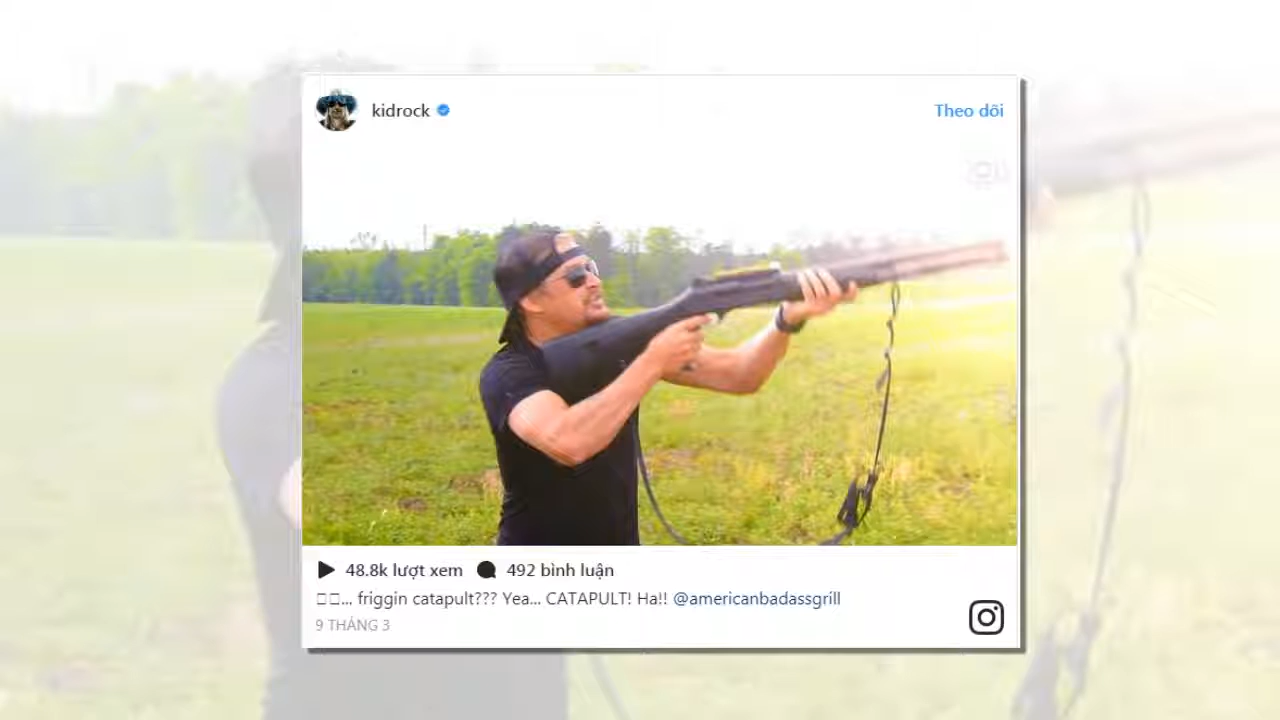 kidrock
Theo dõi
48.8k lượt xem 492 bình luận
... friggin catapult??? Yea... CATAPULT! Ha!! @americanbadassgrill
9 THÁNG 3